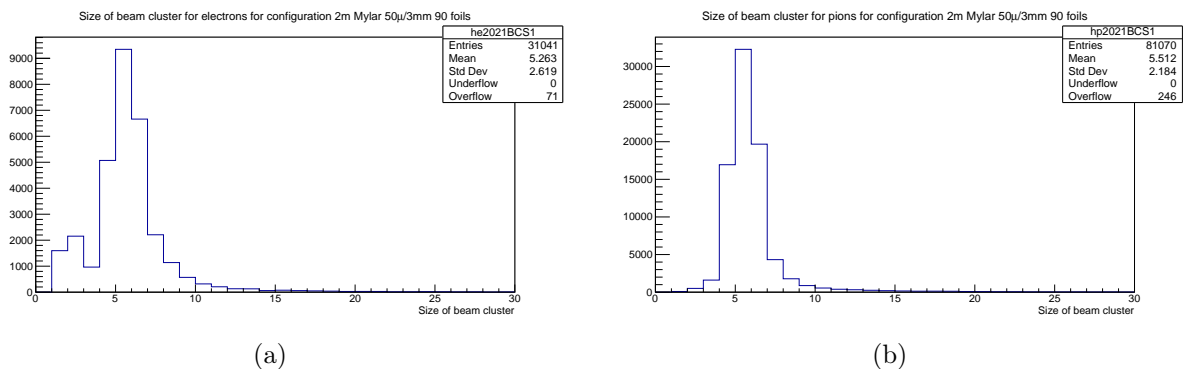 Size of beam cluster for electrons for configuration 2m Mylar 50μ/3mm 90 foils
he2021BCS1
Entries 31041
Mean 5.263
Std Dev 2.619
Underflow 0
Overflow 71
9000
8000
7000
6000
5000
4000
3000
2000
1000
0
0 5 10 15 20 25 30
Size of beam cluster
(a)
Size of beam cluster for pions for configuration 2m Mylar 50μ/3mm 90 foils
hp2021BCS1
Entries 81070
Mean 5.512
Std Dev 2.184
Underflow 0
Overflow 246
30000
25000
20000
15000
10000
5000
0
0 5 10 15 20 25 30
Size of beam cluster
(b)